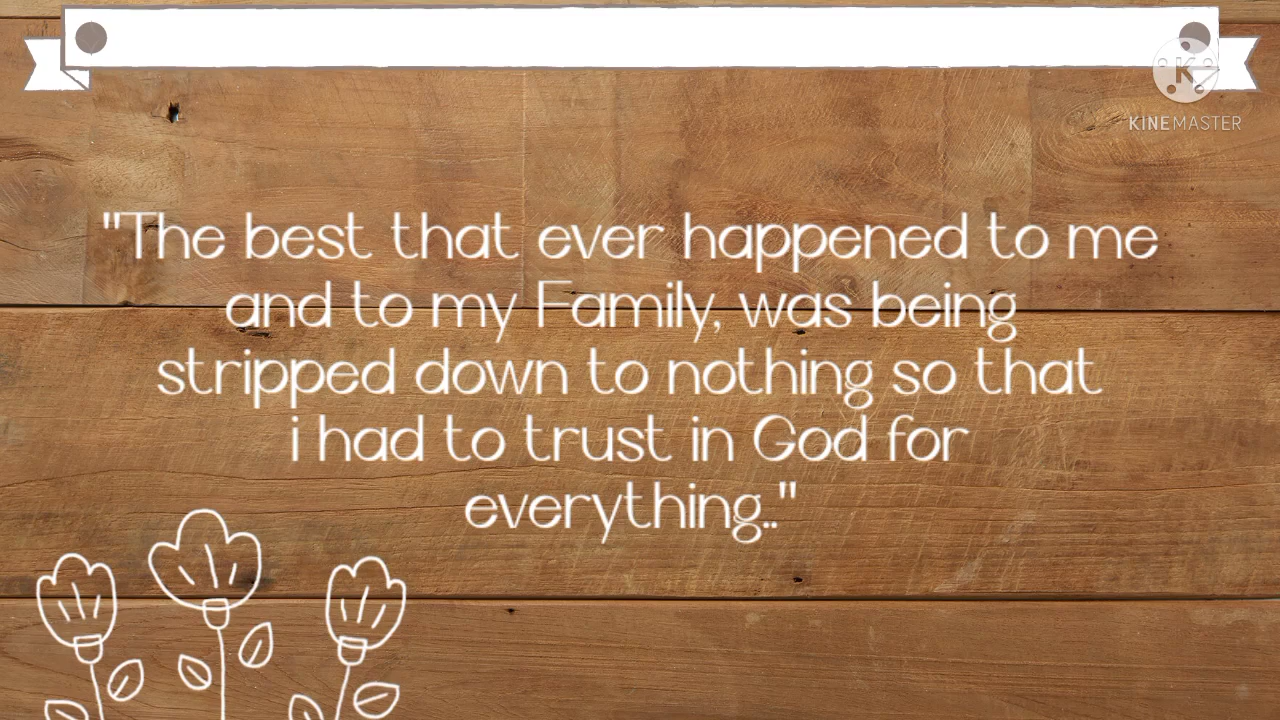 KINEMASTER
"The best that ever happened to me
and to my Family, was being
stripped down to nothing so that
i had to trust in God for
everything.."